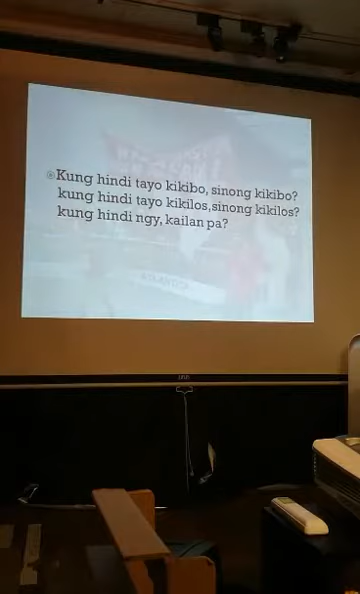 Kung hindi tayo kikibo, sinong kikibo?
kung hindi tayo kikilos,sinong kikilos?
kung hindi ngy, kailan pa?